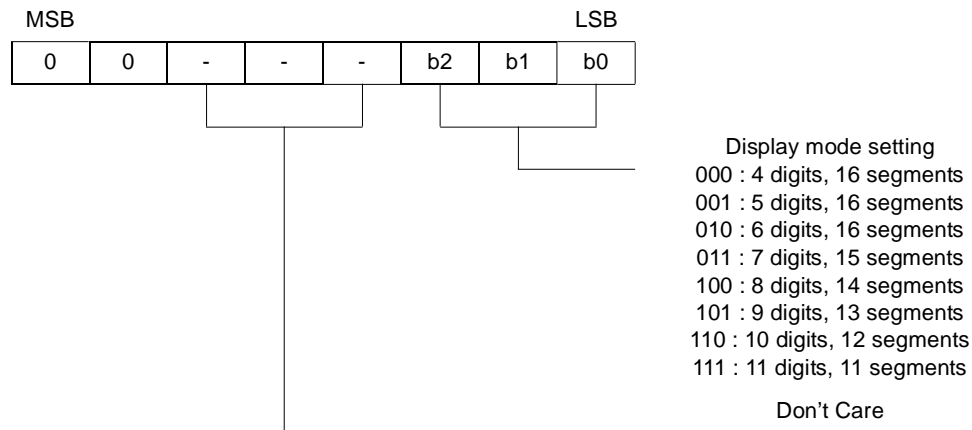 MSB LSB
0 0 - - - b2 b1 b0
Display mode setting
000 : 4 digits, 16 segments
001 : 5 digits, 16 segments
010 : 6 digits, 16 segments
011 : 7 digits, 15 segments
100 : 8 digits, 14 segments
101 : 9 digits, 13 segments
110 : 10 digits, 12 segments
111 : 11 digits, 11 segments
Don't Care